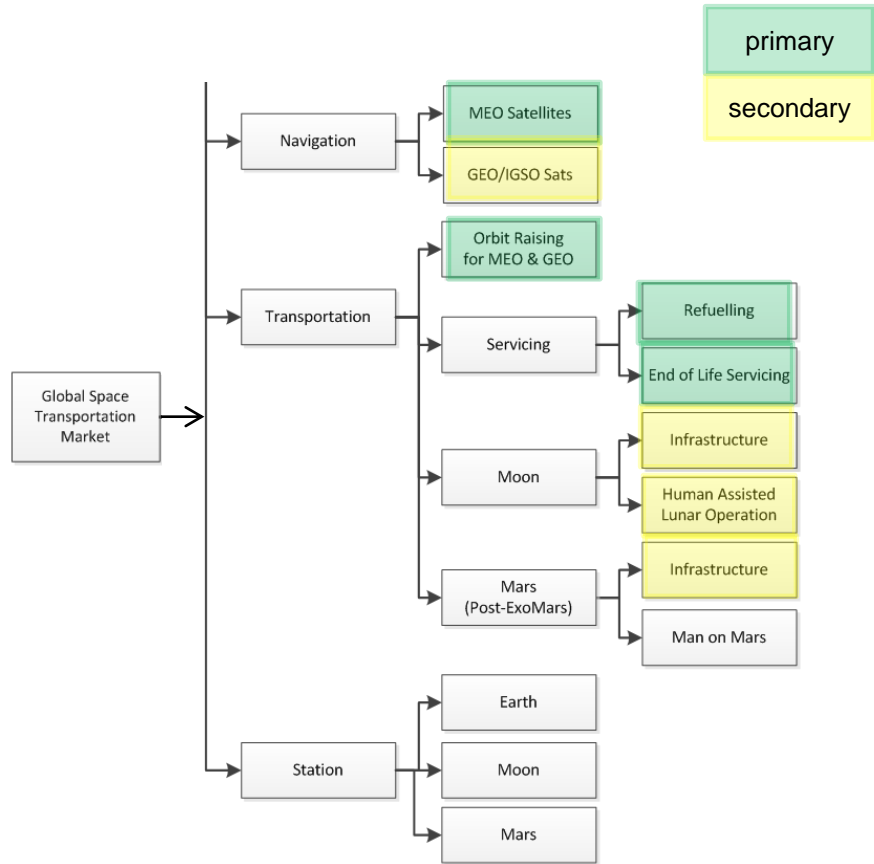 primary
secondary
Navigation
MEO Satellites
GEO/IGSO Sats
Transportation
Orbit Raising
for MEO & GEO
Servicing
Refuelling
End of Life Servicing
Global Space
Transportation
Market
Moon
Infrastructure
Human Assisted
Lunar Operation
Mars
(Post-ExoMars)
Infrastructure
Man on Mars
Station
Earth
Moon
Mars